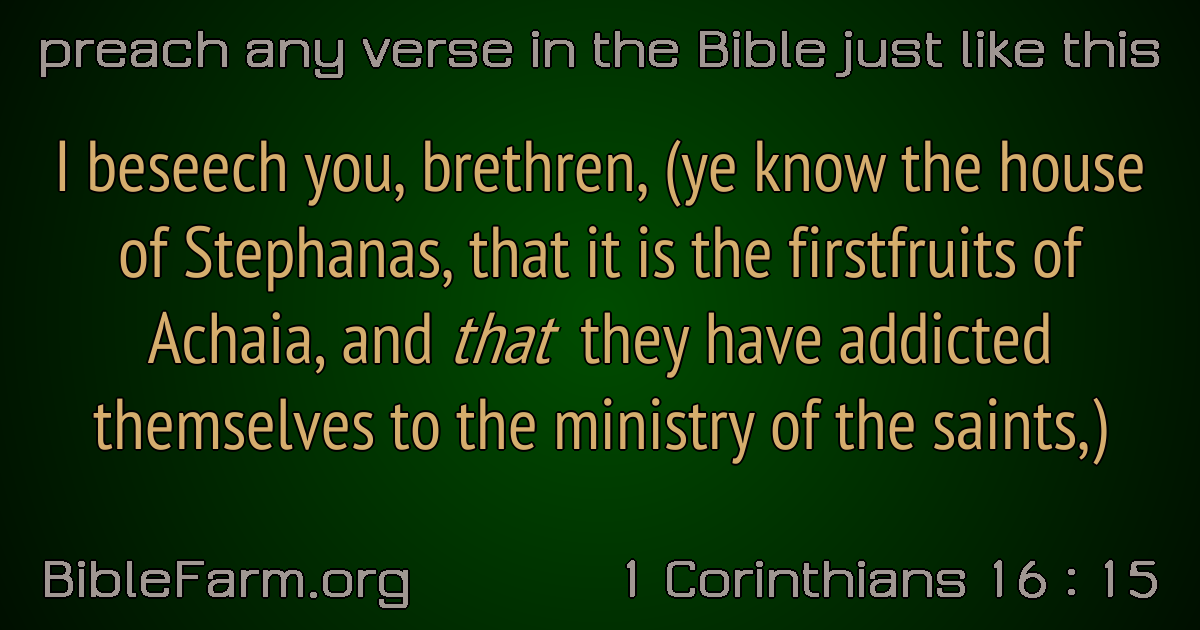 preach any verse in the Bible just like this
I beseech you, brethren, (ye know the house
of Stephanas, that it is the firstfruits of
Achaia, and that they have addicted
themselves to the ministry of the saints,)
BibleFarm.org
1 Corinthians 16 : 15